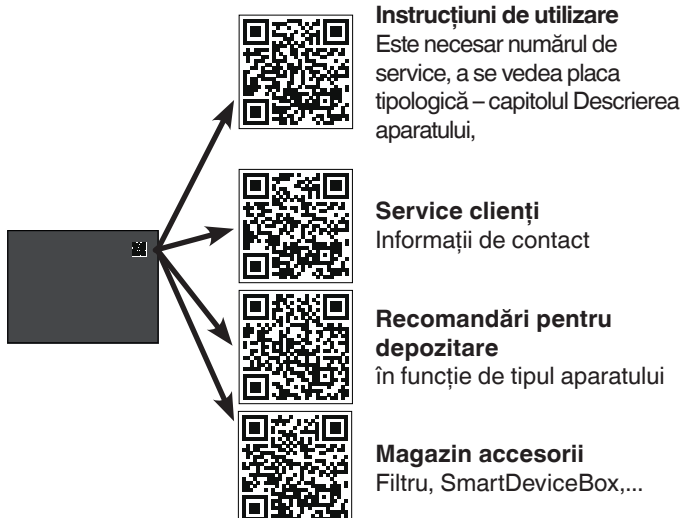 Instrucțiuni de utilizare
Este necesar numărul de
service, a se vedea placa
tipologică – capitolul Descrierea
aparatului,
Service clienți
Informații de contact
Recomandări pentru
depozitare
în funcție de tipul aparatului
Magazin accesorii
Filtru, SmartDeviceBox,...